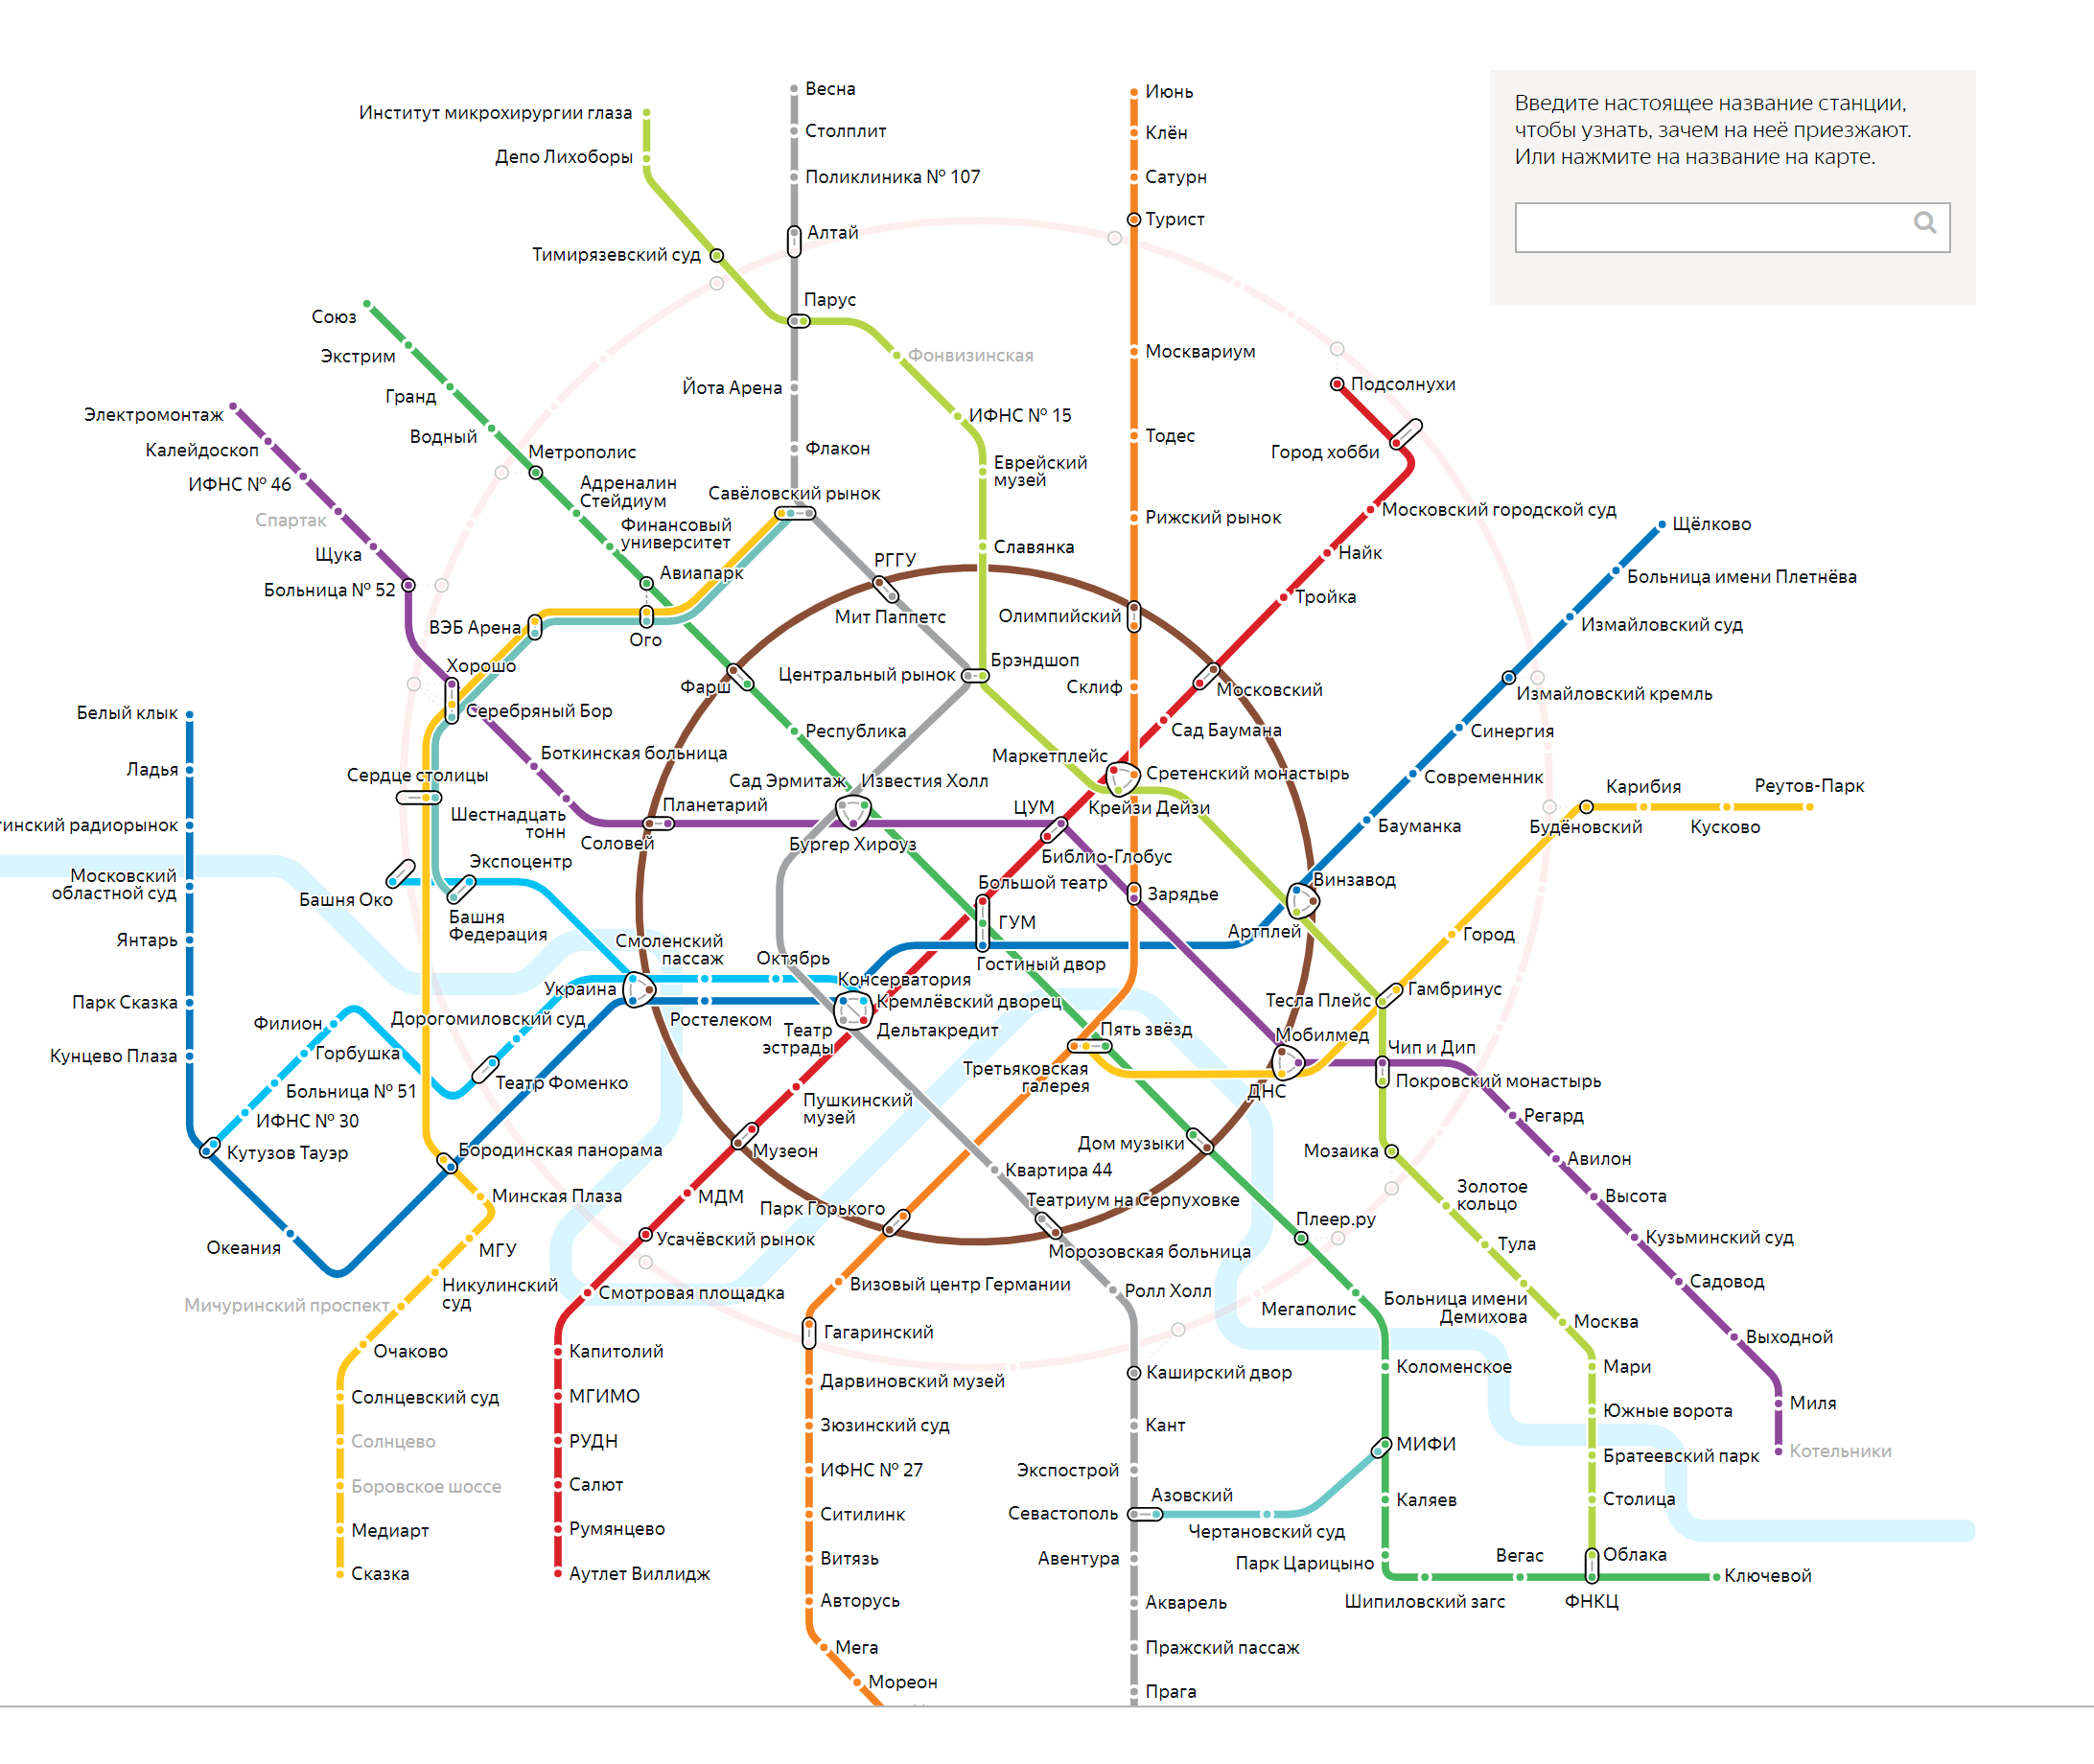 Введите настоящее название станции,
чтобы узнать, зачем на неё приезжают.
Или нажмите на название на карте.
Весна
Июнь
Институт микрохирургии глаза
Столплит
Клён
Депо Лихоборы
Поликлиника № 107
Сатурн
Турист
Алтай
Тимирязевский суд
Парус
Союз
Экстрим
Фонвизинская
Москвариум
Йота Арена
Подсолнухи
Гранд
Электромонтаж
ИФНС № 15
Водный
Тодес
Калейдоскоп
Метрополис
Флакон
Город хобби
Еврейский
музей
ИФНС № 46
Адреналин
Стейдиум
Савёловский рынок
Московский городской суд
Спартак
Рижский рынок
Щёлково
Финансовый
университет
Щука
Славянка
Найк
РГГУ
Авиапарк
Больница имени Плетнёва
Больница № 52
Тройка
Мит Паппетс
Олимпийский
Измайловский суд
ВЭБ Арена
Ого
Хорошо
Брэндшоп
Центральный рынок
Фарш
Склиф
Московский
Измайловский кремль
Белый клык
Серебряный Бор
Республика
Сад Баумана
Синергия
Боткинская больница
Маркетплейс
Ладья
Сердце столицы
Сад Эрмитаж
Известия Холл
Сретенский монастырь
Современник
Карибия
Реутов-Парк
Планетарий
ЦУМ
Крейзи Дейзи
Шестнадцать
тонн
тинский радиорынок
Бауманка
Будёновский
Кусково
Соловей
Бургер Хироуз
Библио-Глобус
Экспоцентр
Московский
областной суд
Большой театр
Винзавод
Зарядье
Башня Око
Башня
Федерация
ГУМ
Артплей
Город
Янтарь
Смоленский
пассаж
Октябрь
Гостиный двор
Консерватория
Украина
Гамбринус
Парк Сказка
Кремлёвский дворец
Тесла Плейс
Филион
Дорогомиловский суд
Ростелеком
Театр
эстрады
Дельтакредит
Пять звёзд
Мобилмед
Кунцево Плаза
Горбушка
Чип и Дип
Третьяковская
галерея
Театр Фоменко
Покровский монастырь
Больница № 51
ДНС
Пушкинский
музей
Регард
ИФНС № 30
Дом музыки
Кутузов Тауэр
Бородинская панорама
Музеон
Мозаика
Авилон
Квартира 44
Минская Плаза
МДМ
Театриум на Серпуховке
Золотое
кольцо
Высота
Парк Горького
Плеер.ру
Океания
МГУ
Усачёвский рынок
Морозовская больница
Тула
Кузьминский суд
Никулинский
суд
Смотровая площадка
Визовый центр Германии
Ролл Холл
Садовод
Мичуринский проспект
Мегаполис
Больница имени
Демихова
Москва
Гагаринский
Выходной
Очаково
Капитолий
Коломенское
Мари
Дарвиновский музей
Каширский двор
Солнцевский суд
МГИМО
Миля
Зюзинский суд
Кант
Южные ворота
Солнцево
РУДН
МИФИ
Котельники
Братеевский парк
ИФНС № 27
Экспострой
Боровское шоссе
Салют
Азовский
Каляев
Столица
Ситилинк
Севастополь
Чертановский суд
Медиарт
Румянцево
Витязь
Авентура
Парк Царицыно
Вегас
Облака
Сказка
Аутлет Виллидж
Ключевой
Авторусь
Акварель
Шипиловский загс
ФНКЦ
Мега
Пражский пассаж
Мореон
Прага